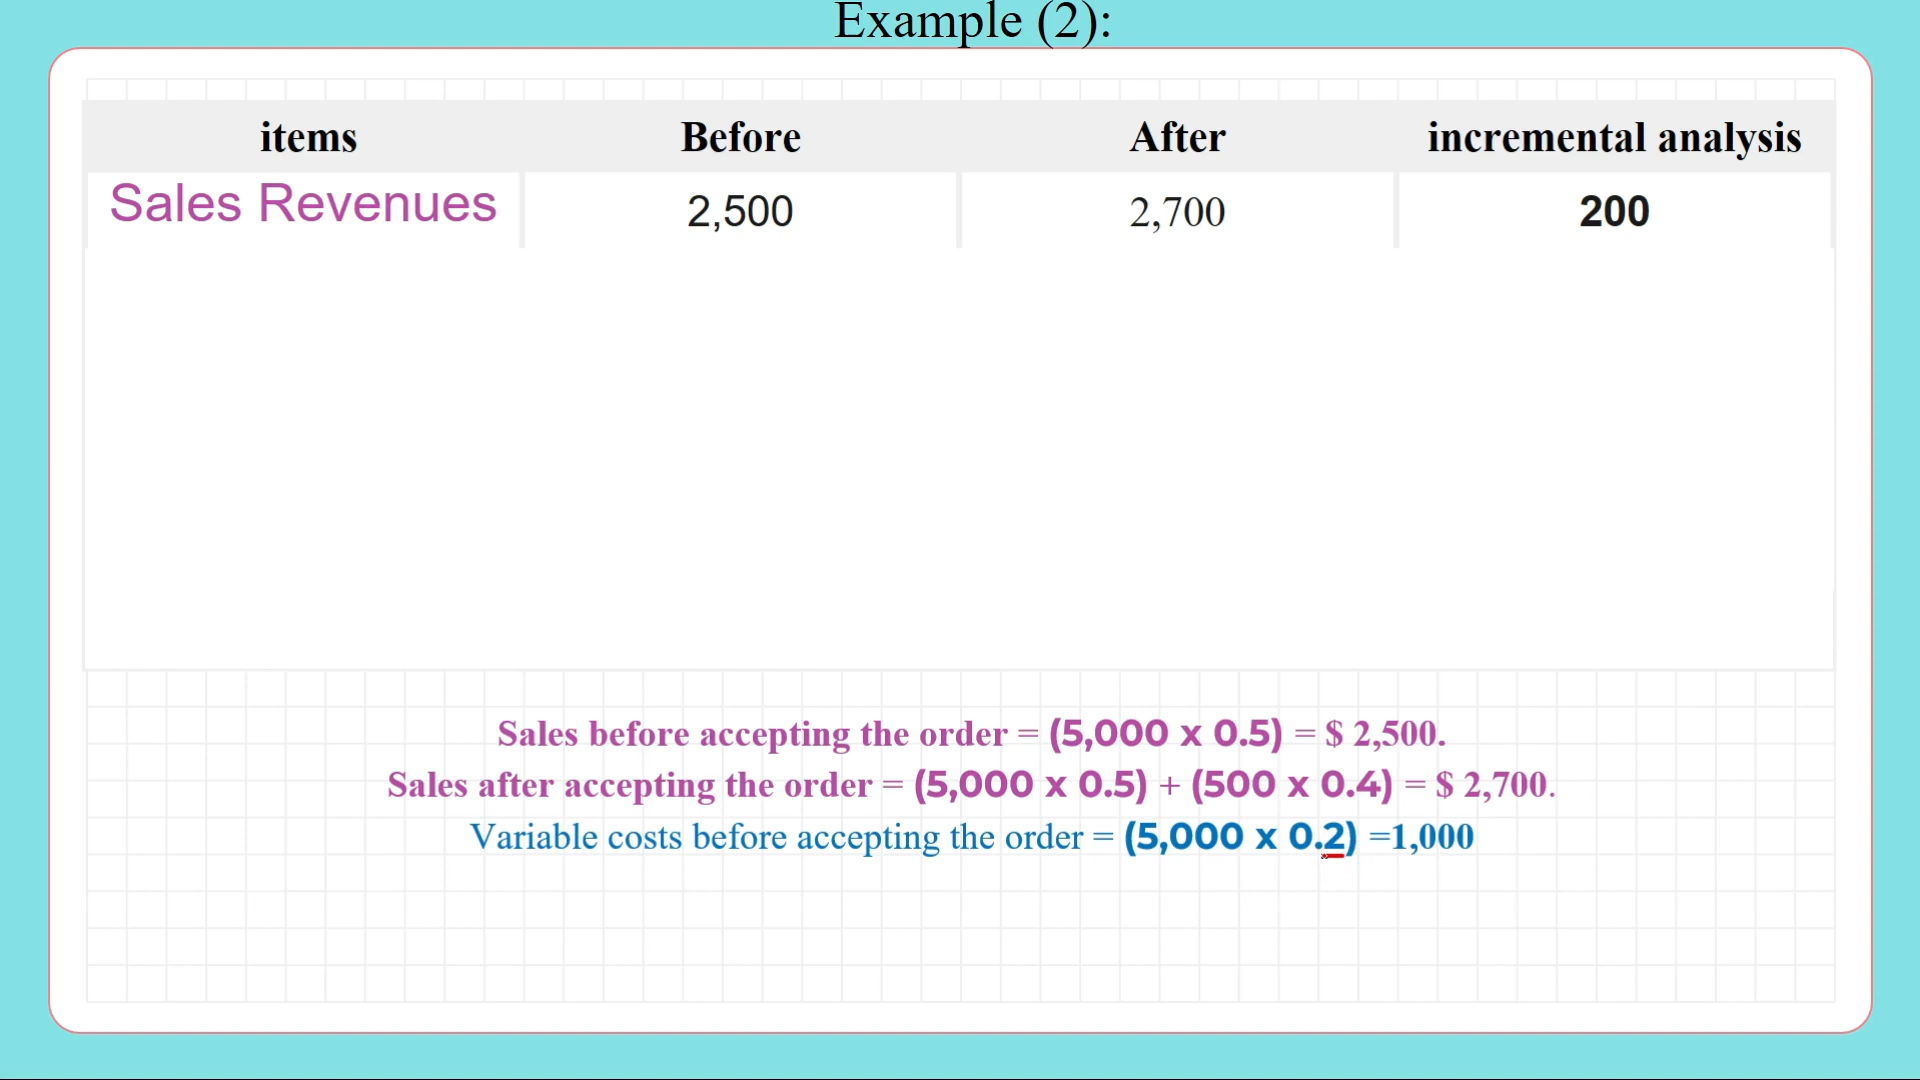 Example (2):
items Before After incremental analysis
Sales Revenues 2,500 2,700 200
Sales before accepting the order = (5,000 x 0.5) = $ 2,500.
Sales after accepting the order = (5,000 x 0.5) + (500 x 0.4) = $ 2,700.
Variable costs before accepting the order = (5,000 x 0.2) =1,000